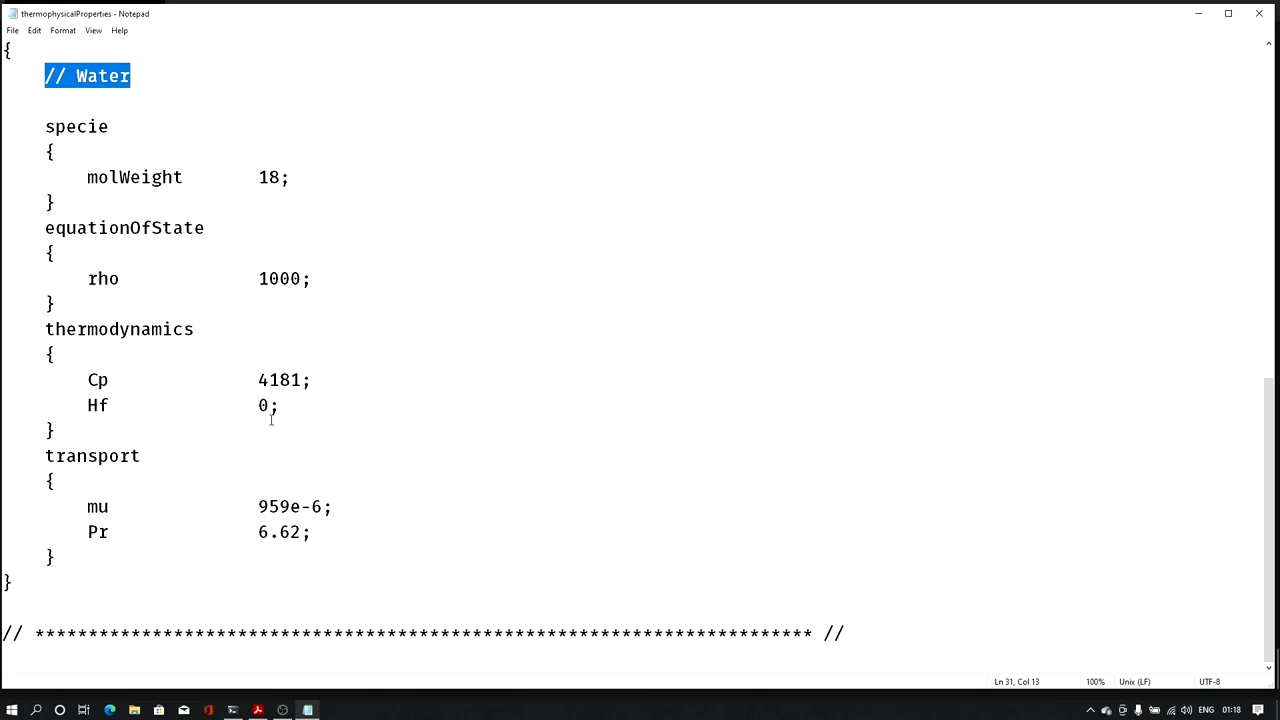 thermophysicalProperties - Notepad
File Edit Format View Help
{
// Water
specie
{
molWeight 18;
}
equationOfState
{
rho 1000;
}
thermodynamics
{
Cp 4181;
Hf 0;
}
transport
{
mu 959e-6;
Pr 6.62;
}
}
// ************************************************************************* //
Ln 31, Col 13 100% Unix (LF) UTF-8
ENG 01:18